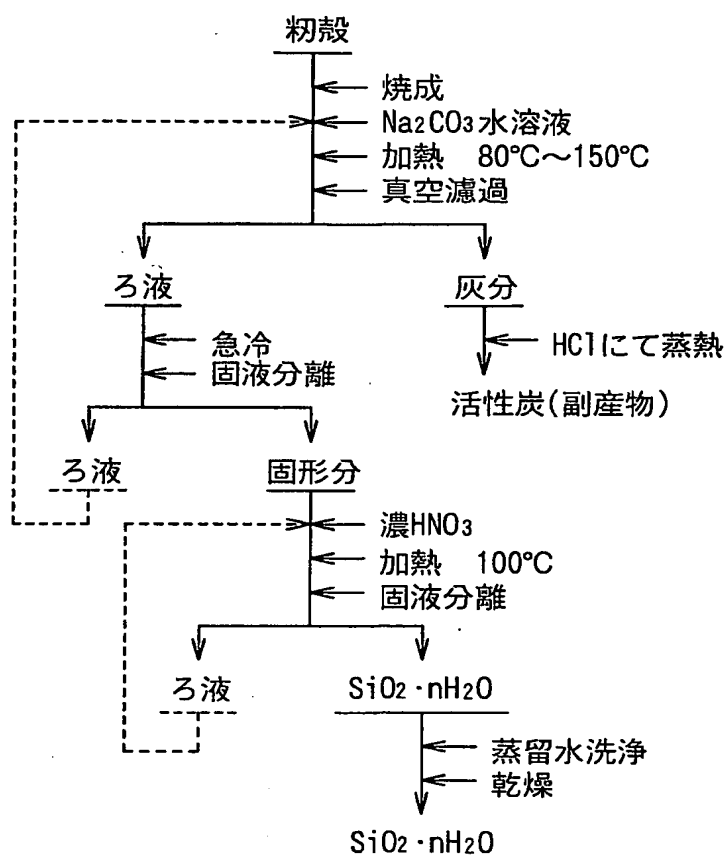 籾殻
焼成
Na2CO3水溶液
加熱 80℃~150℃
真空濾過
ろ液
灰分
急冷
固液分離
HClにて蒸熱
活性炭(副産物)
ろ液
固形分
濃HNO3
加熱 100℃
固液分離
ろ液
SiO2·nH2O
蒸留水洗浄
乾燥
SiO2·nH2O